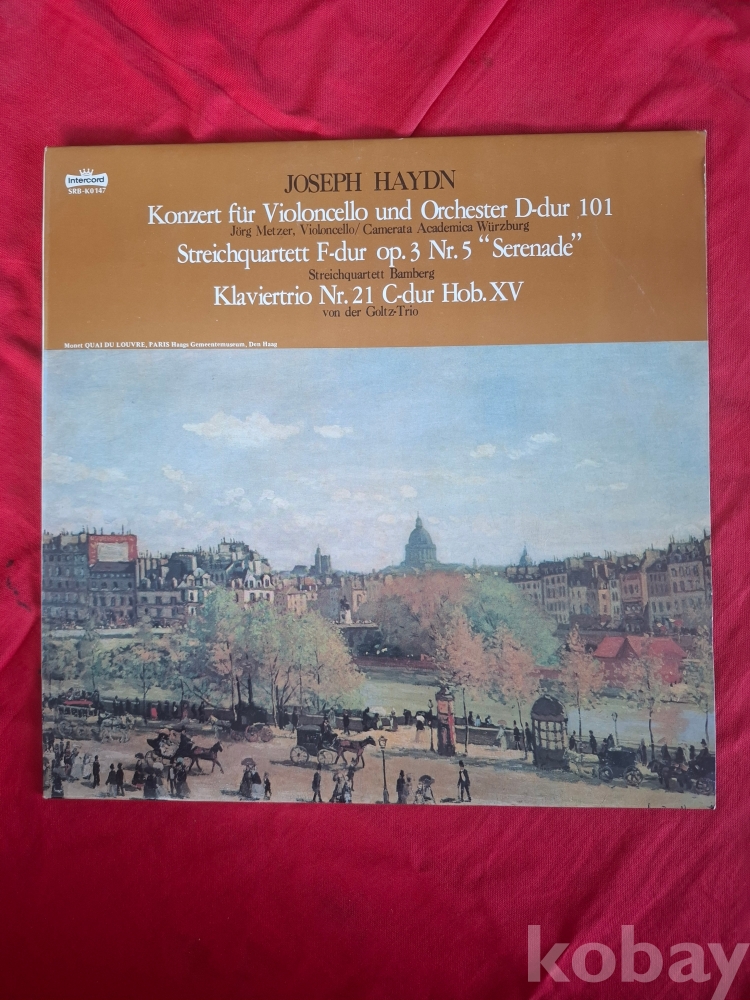 Intercord
SRB-K0147
JOSEPH HAYDN
Konzert für Violoncello und Orchester D-dur 101
Jörg Metzer, Violoncello/Camerata Academica Würzburg
Streichquartett F-dur op. 3 Nr. 5 “Serenade”
Streichquartett Bamberg
Klaviertrio Nr. 21 C-dur Hob. XV
von der Goltz-Trio
Monet QUAI DU LOUVRE, PARIS Haags Gemeentemuseum, Den Haag
kobay